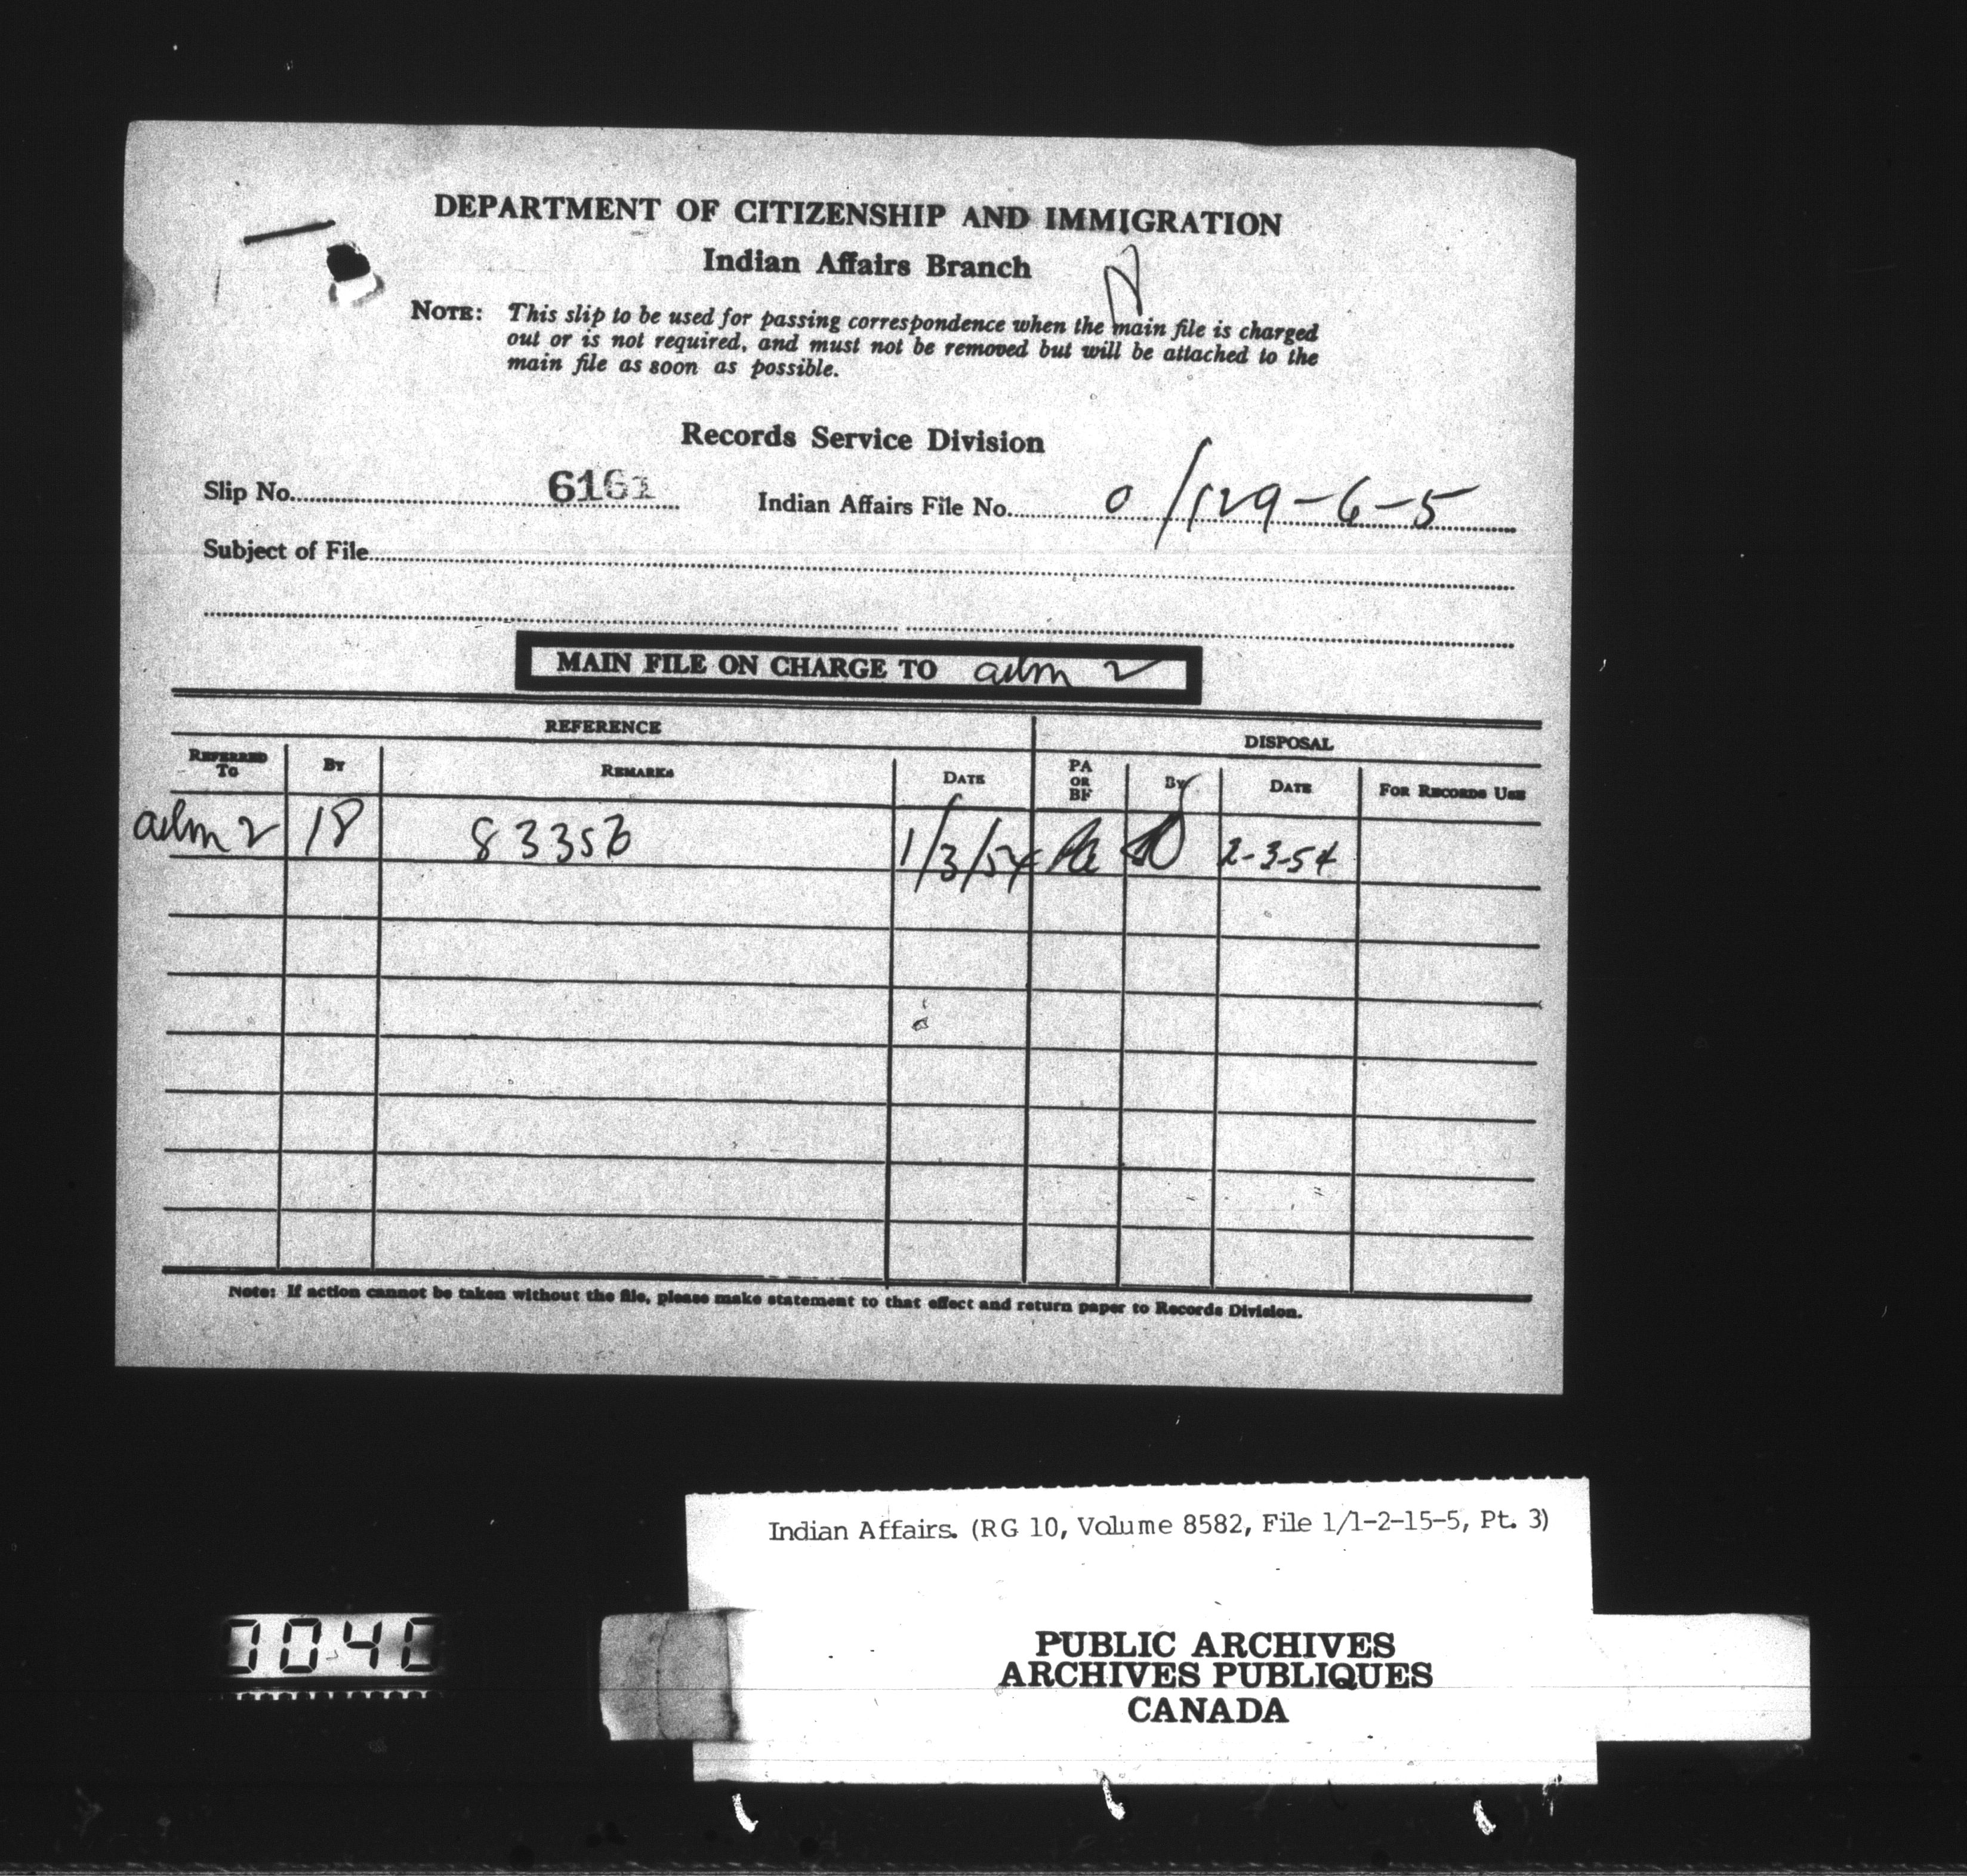 DEPARTMENT OF CITIZENSHIP AND IMMIGRATION
Indian Affairs Branch
NOTE: This slip to be used for passing correspondence when the main file is charged
out or is not required, and must not be removed but will be attached to the
main file as soon as possible.
Records Service Division
Slip No. 6161 Indian Affairs File No. 0/129-6-5
Subject of File
MAIN FILE ON CHARGE TO adm 2
REFERENCE DISPOSAL
REFERRED TO BY REMARKS DATE PA OR BF BY DATE FOR RECORDS USE
adm 2 18 1/3/54 Pa 2-3-54
Note: If action cannot be taken without the file, please make statement to that effect and return paper to Records Division.
Indian Affairs. (RG 10, Volume 8582, File 1/1-2-15-5, Pt. 3)
PUBLIC ARCHIVES
ARCHIVES PUBLIQUES
CANADA